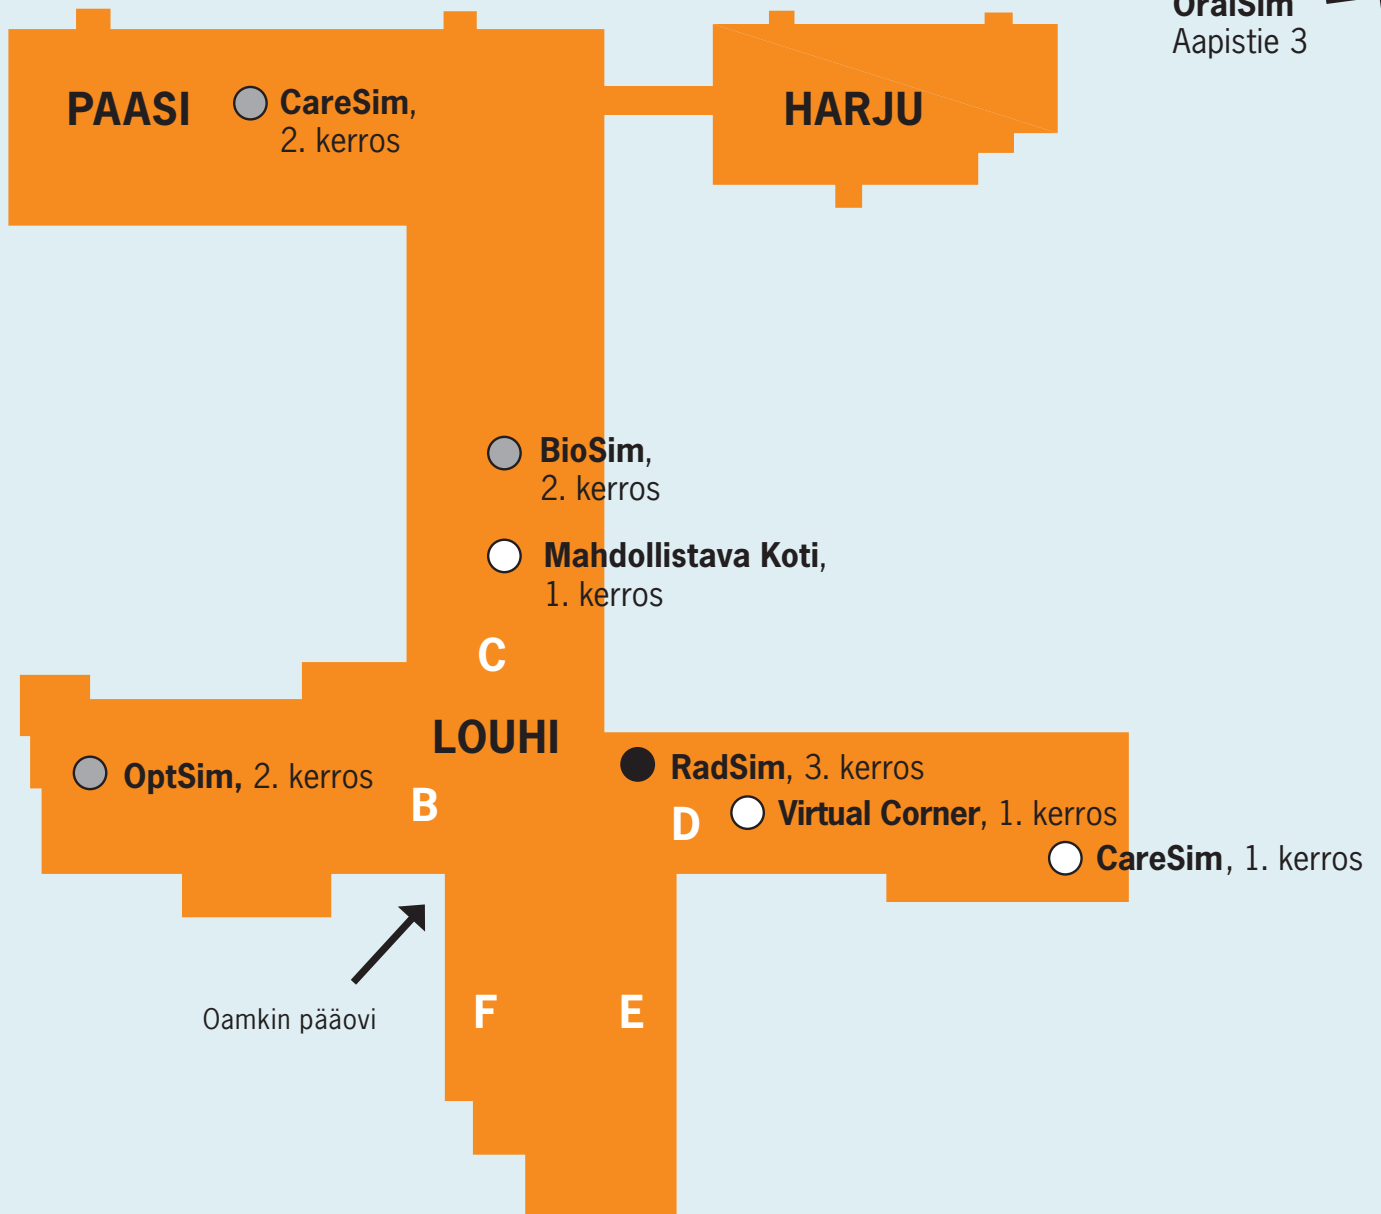 OralSim
Aapistie 3
PAASI
CareSim,
2. kerros
HARJU
BioSim,
2. kerros
Mahdollistava Koti,
1. kerros
C
LOUHI
OptSim, 2. kerros
B
RadSim, 3. kerros
D
Virtual Corner, 1. kerros
CareSim, 1. kerros
Oamkin pääovi
F
E